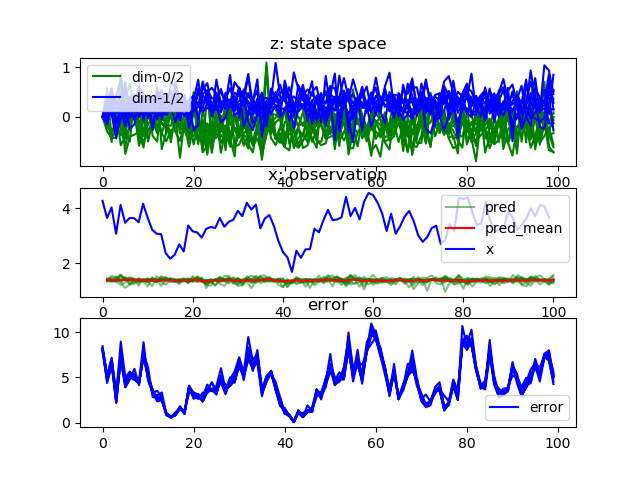 z: state space
1
0
dim-0/2
dim-1/2
0 20 40 60 80 100
x: observation
4
2
pred
pred_mean
x
0 20 40 60 80 100
error
10
5
0
error
0 20 40 60 80 100